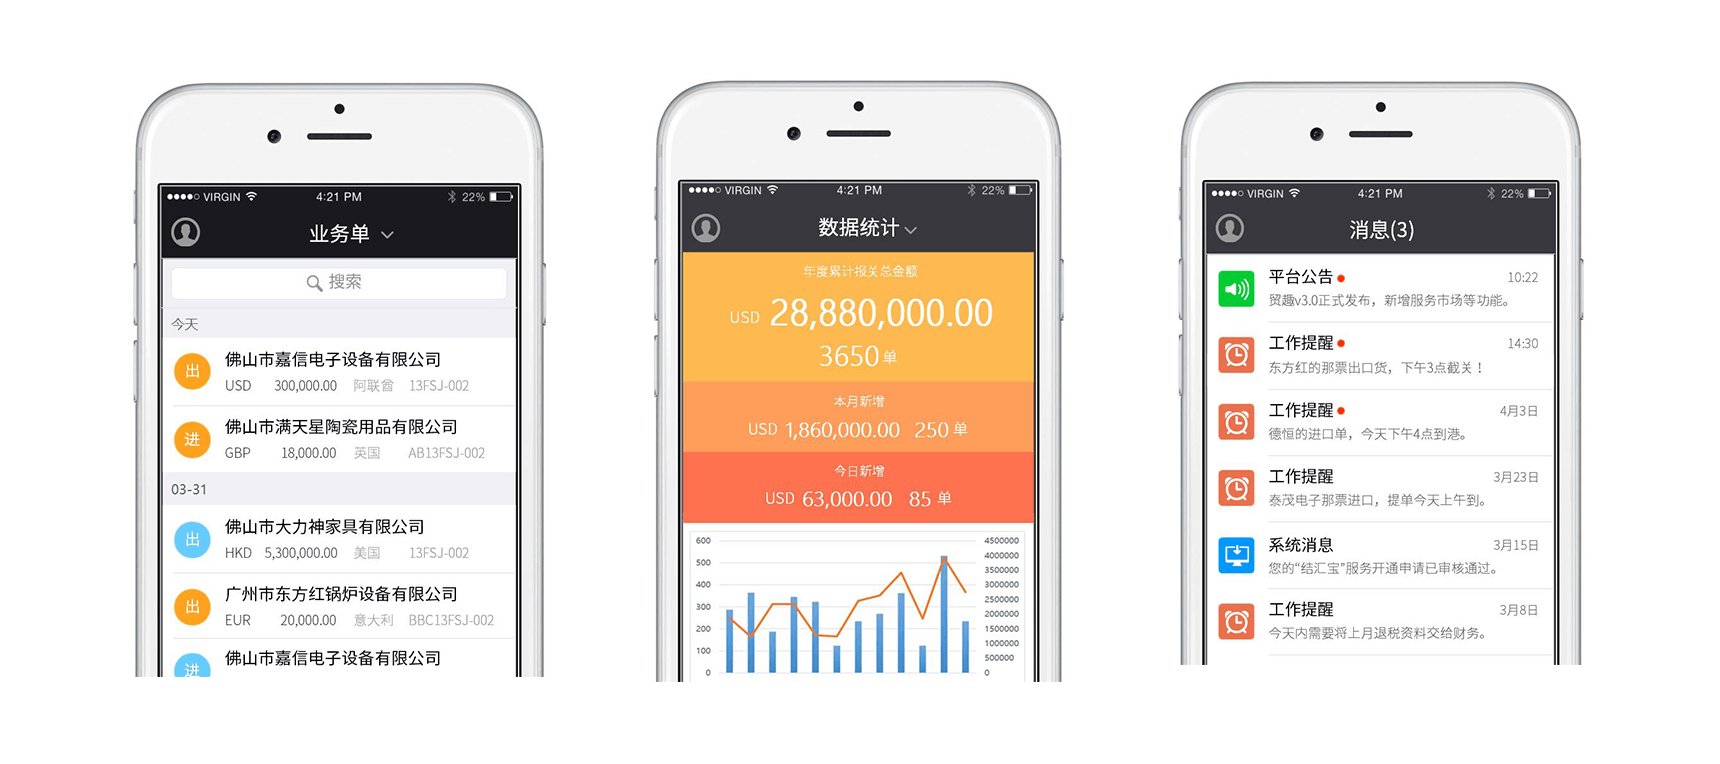 VIRGIN 4:21 PM 22%
业务单
搜索
今天
出 佛山市嘉信电子设备有限公司
USD 300,000.00 阿联酋 13FSJ-002
进 佛山市满天星陶瓷用品有限公司
GBP 18,000.00 英国 AB13FSJ-002
03-31
出 佛山市大力神家具有限公司
HKD 5,300,000.00 美国 13FSJ-002
出 广州市东方红锅炉设备有限公司
EUR 20,000.00 意大利 BBC13FSJ-002
进 佛山市嘉信电子设备有限公司
VIRGIN 4:21 PM 22%
数据统计
年度累计报关总金额
USD 28,880,000.00
3650 单
本月新增
USD 1,860,000.00 250 单
今日新增
USD 63,000.00 85 单
600 4500000
500 4000000
400 3500000
300 3000000
200 2500000
100 2000000
0 1500000
1000000
500000
0
VIRGIN 4:21 PM 22%
消息(3)
平台公告 10:22
贸趣v3.0正式发布，新增服务市场等功能。
工作提醒 14:30
东方红的那票出口货，下午3点截关！
工作提醒 4月3日
德恒的进口单，今天下午4点到港。
工作提醒 3月23日
泰茂电子那票进口，提单今天上午到。
系统消息 3月15日
您的“结汇宝”服务开通申请已审核通过。
工作提醒 3月8日
今天内需要将上月退税资料交给财务。